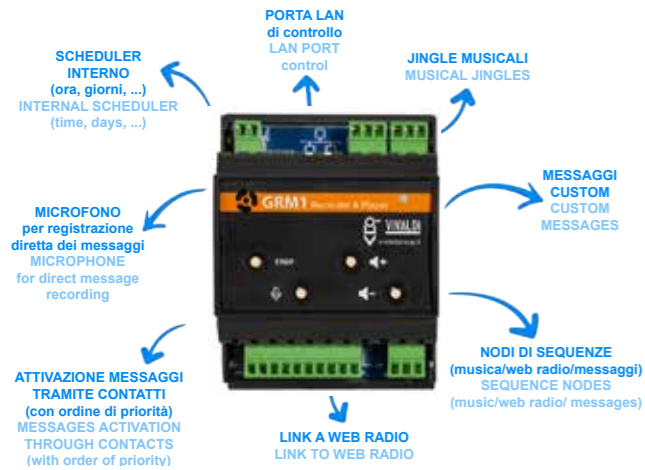 PORTA LAN
di controllo
LAN PORT
control
SCHEDULER
INTERNO
(ora, giorni, ...)
INTERNAL SCHEDULER
(time, days, ...)
JINGLE MUSICALI
MUSICAL JINGLES
MESSAGGI
CUSTOM
CUSTOM
MESSAGES
MICROFONO
per registrazione
diretta dei messaggi
MICROPHONE
for direct message
recording
GRM1 Recorder & Player
VIVALDI
STOP
NODI DI SEQUENZE
(musica/web radio/messaggi)
SEQUENCE NODES
(music/web radio/ messages)
ATTIVAZIONE MESSAGGI
TRAMITE CONTATTI
(con ordine di priorità)
MESSAGES ACTIVATION
THROUGH CONTACTS
(with order of priority)
LINK A WEB RADIO
LINK TO WEB RADIO